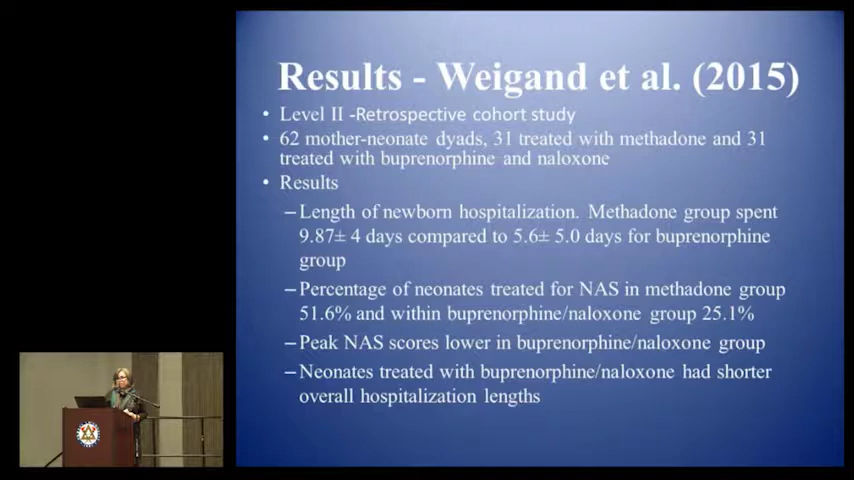 Results - Weigand et al. (2015)
• Level II -Retrospective cohort study
• 62 mother-neonate dyads, 31 treated with methadone and 31
treated with buprenorphine and naloxone
• Results
–Length of newborn hospitalization. Methadone group spent
9.87± 4 days compared to 5.6± 5.0 days for buprenorphine
group
–Percentage of neonates treated for NAS in methadone group
51.6% and within buprenorphine/naloxone group 25.1%
–Peak NAS scores lower in buprenorphine/naloxone group
–Neonates treated with buprenorphine/naloxone had shorter
overall hospitalization lengths